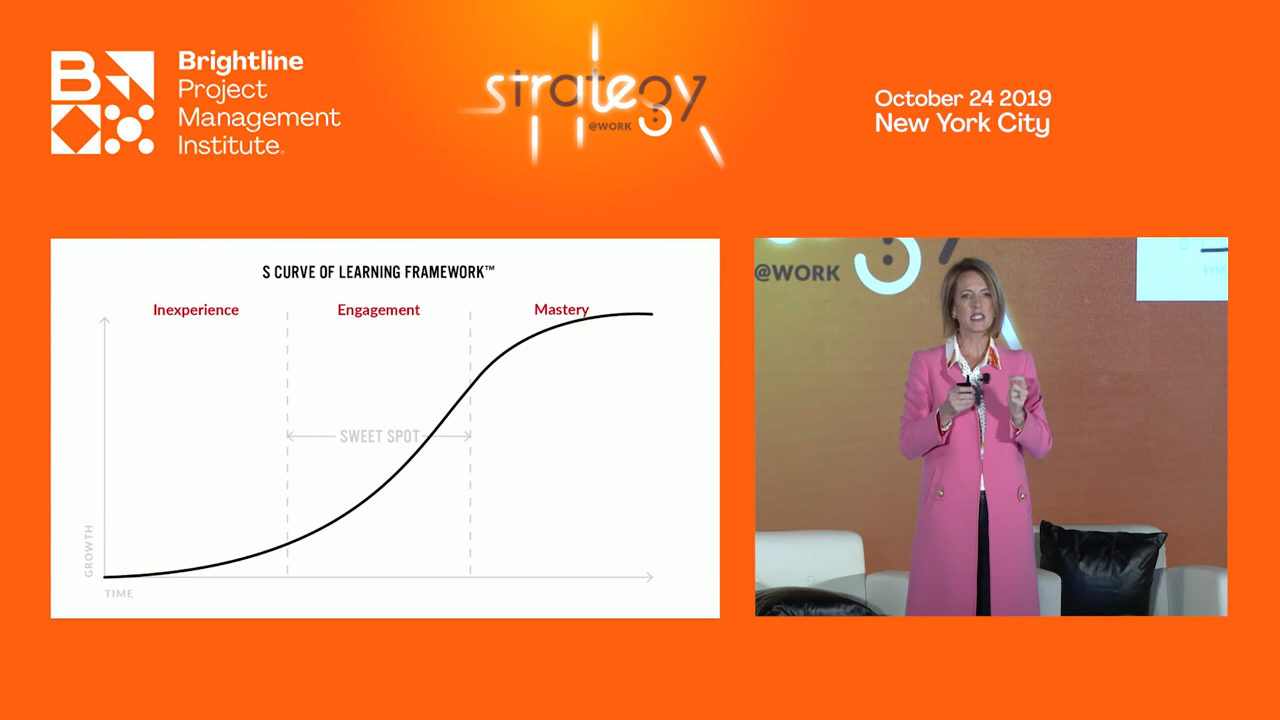 Brightline
Project
Management
Institute.
strategy
@WORK
October 24 2019
New York City
S CURVE OF LEARNING FRAMEWORK™
Inexperience
Engagement
Mastery
SWEET SPOT
GROWTH
TIME
@WORK
TIME